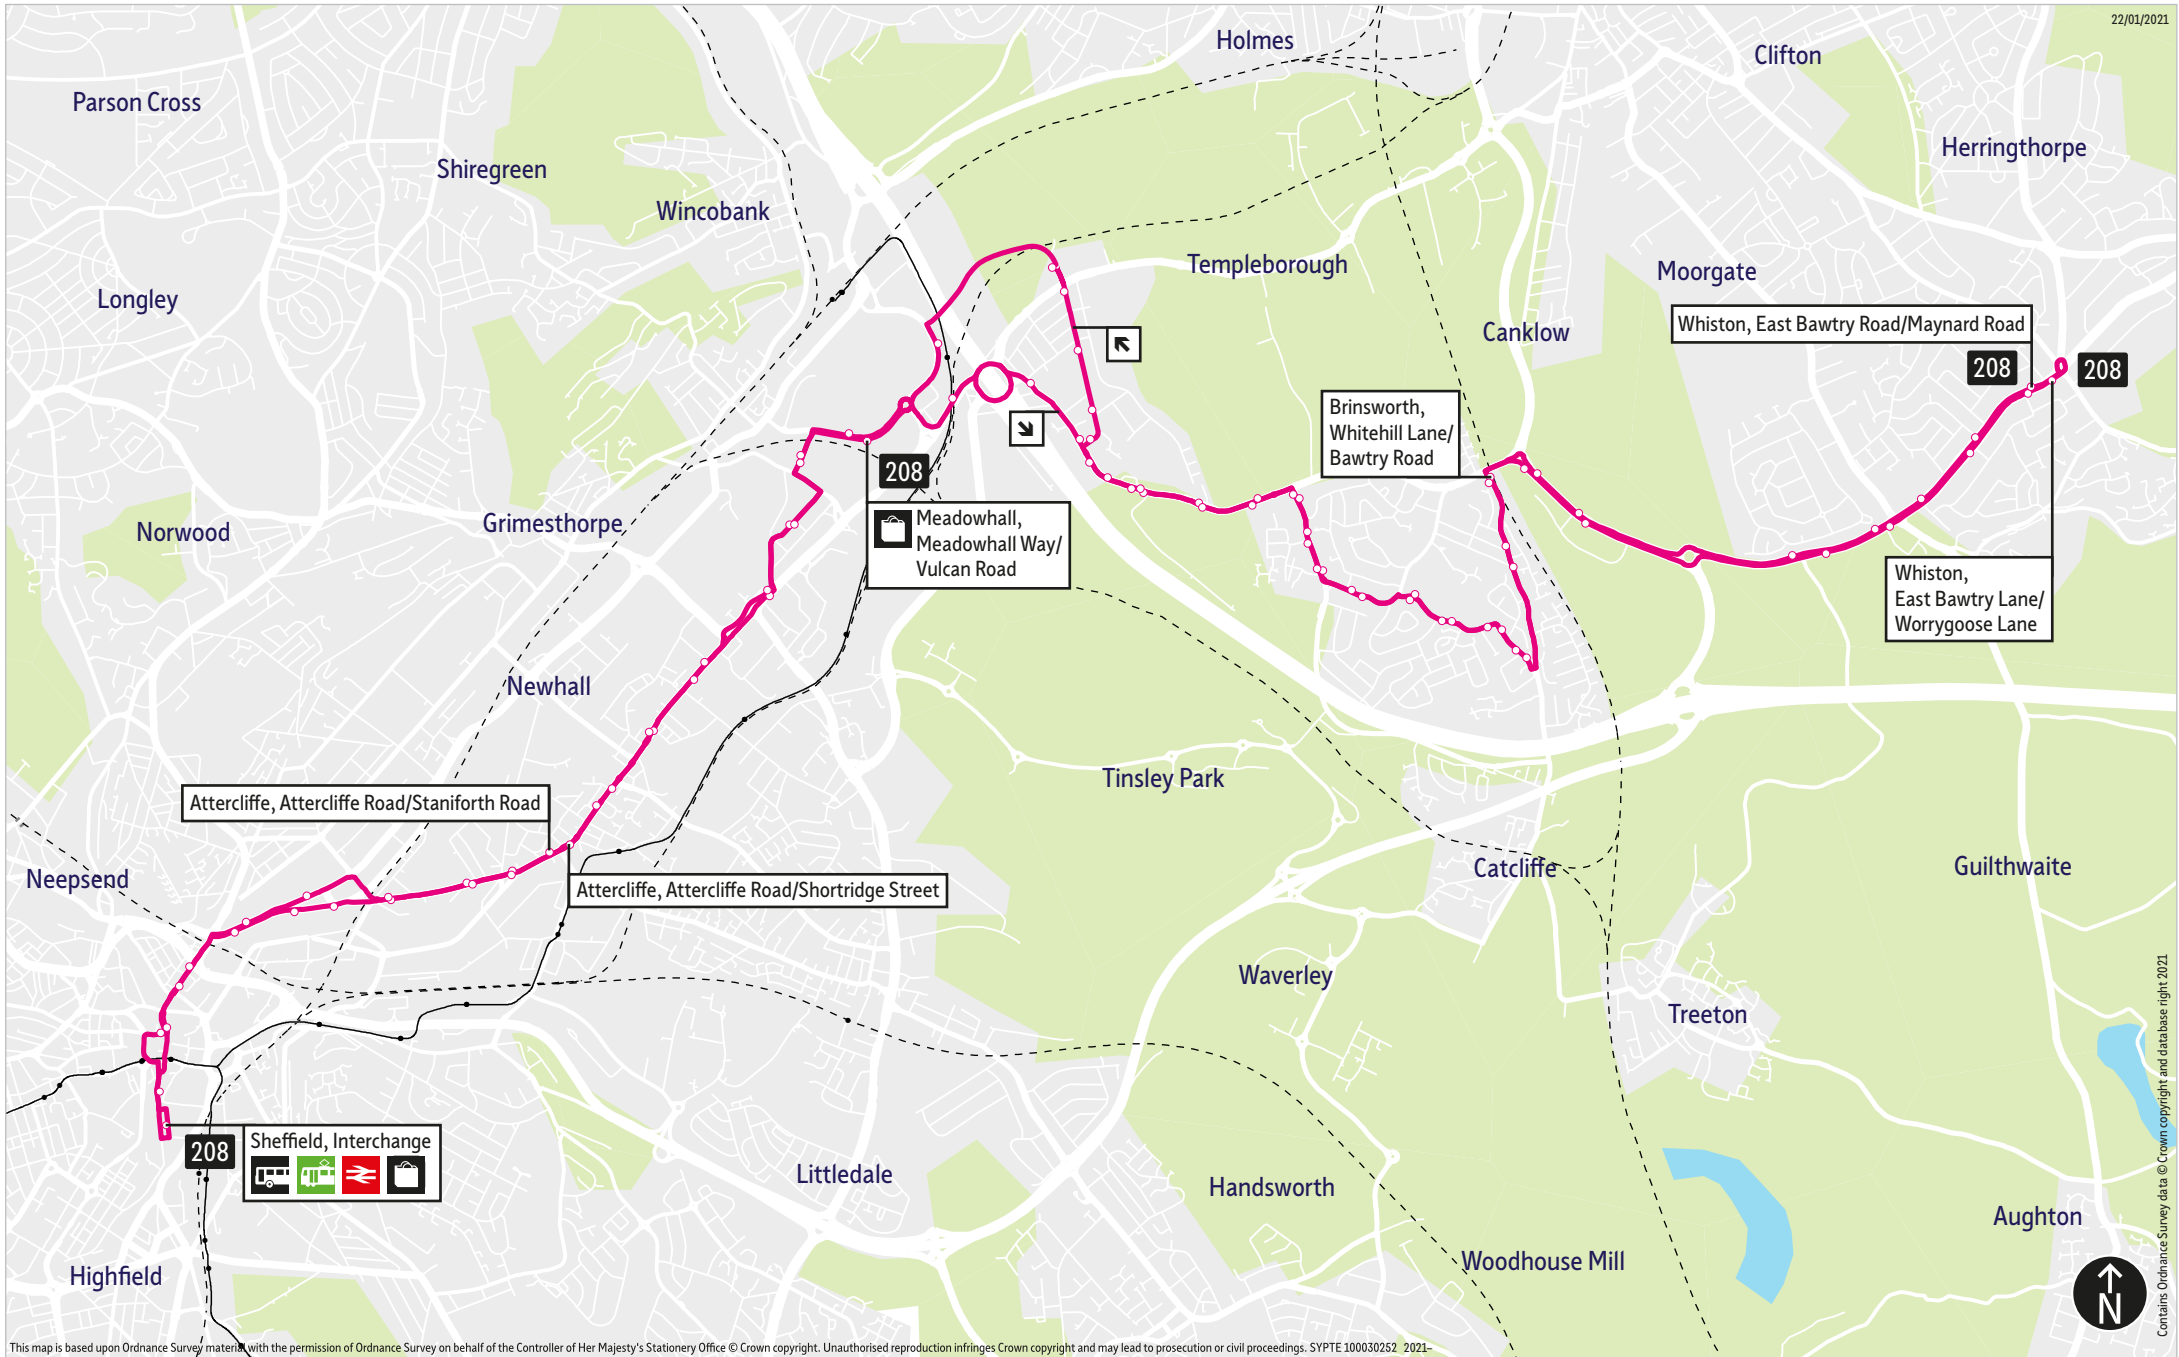 22/01/2021
Holmes
Clifton
Parson Cross
Herringthorpe
Shiregreen
Wincobank
Templeborough
Moorgate
Longley
Canklow
Whiston, East Bawtry Road/Maynard Road
208
208
Brinsworth,
Whitehill Lane/
Bawtry Road
208
Meadowhall,
Meadowhall Way/
Vulcan Road
Norwood
Grimesthorpe
Whiston,
East Bawtry Lane/
Worrygoose Lane
Newhall
Tinsley Park
Attercliffe, Attercliffe Road/Staniforth Road
Neepsend
Catcliffe
Guilthwaite
Attercliffe, Attercliffe Road/Shortridge Street
Waverley
Treeton
208
Sheffield, Interchange
Littledale
Handsworth
Aughton
Woodhouse Mill
Highfield
N
Contains Ordnance Survey data © Crown copyright and database right 2021
This map is based upon Ordnance Survey material with the permission of Ordnance Survey on behalf of the Controller of Her Majesty's Stationery Office © Crown copyright. Unauthorised reproduction infringes Crown copyright and may lead to prosecution or civil proceedings. SYPTE 100030252 2021–